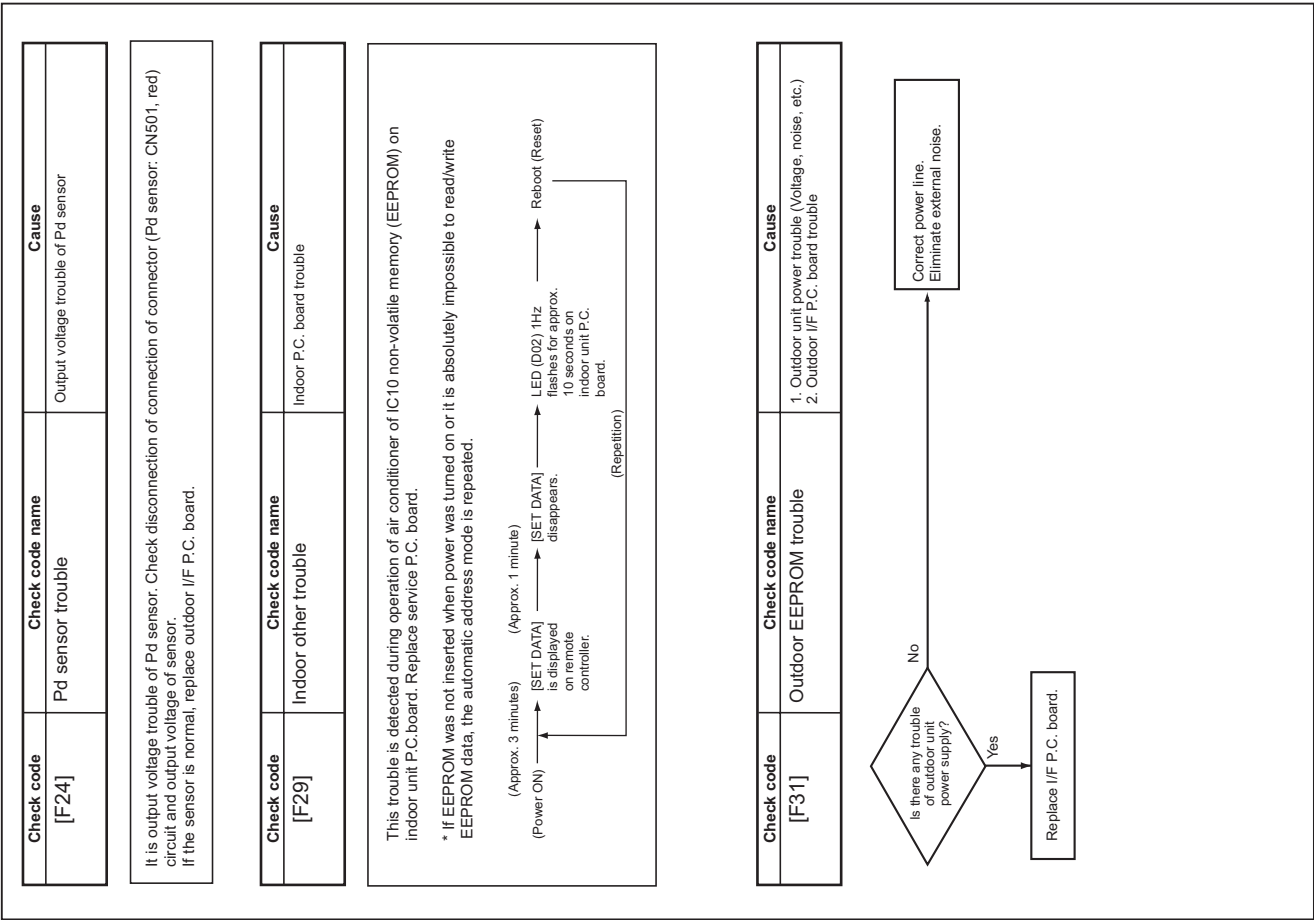 Check code
Check code name
Cause
[F24]
Pd sensor trouble
Output voltage trouble of Pd sensor
It is output voltage trouble of Pd sensor. Check disconnection of connection of connector (Pd sensor: CN501, red)
circuit and output voltage of sensor.
If the sensor is normal, replace outdoor I/F P.C. board.
Check code
Check code name
Cause
[F29]
Indoor other trouble
Indoor P.C. board trouble
This trouble is detected during operation of air conditioner of IC10 non-volatile memory (EEPROM) on
indoor unit P.C.board. Replace service P.C. board.
* If EEPROM was not inserted when power was turned on or it is absolutely impossible to read/write
EEPROM data, the automatic address mode is repeated.
(Approx. 3 minutes)
(Approx. 1 minute)
(Power ON)
[SET DATA]
is displayed
on remote
controller.
[SET DATA]
disappears.
LED (D02) 1Hz
flashes for approx.
10 seconds on
indoor unit P.C.
board.
Reboot (Reset)
(Repetition)
Check code
Check code name
Cause
[F31]
Outdoor EEPROM trouble
1. Outdoor unit power trouble (Voltage, noise, etc.)
2. Outdoor I/F P.C. board trouble
Is there any trouble
of outdoor unit
power supply?
No
Correct power line.
Eliminate external noise.
Yes
Replace I/F P.C. board.